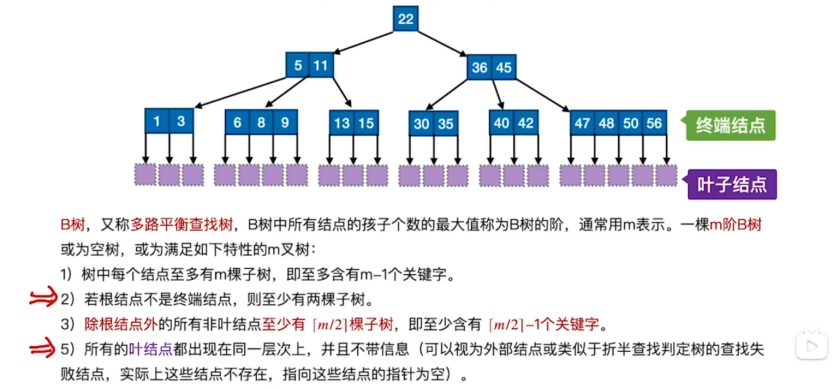 22
5 11
36 45
1 3
6 8 9
13 15
30 35
40 42
47 48 50 56
终端结点
叶子结点
B树，又称多路平衡查找树，B树中所有结点的孩子个数的最大值称为B树的阶，通常用m表示。一棵m阶B树
或为空树，或为满足如下特性的m叉树：
1）树中每个结点至多有m棵子树，即至多含有m-1个关键字。
2）若根结点不是终端结点，则至少有两棵子树。
3）除根结点外的所有非叶结点至少有 ⌈m/2⌉棵子树，即至少含有 ⌈m/2⌉-1个关键字。
5）所有的叶结点都出现在同一层次上，并且不带信息（可以视为外部结点或类似于折半查找判定树的查找失
败结点，实际上这些结点不存在，指向这些结点的指针为空）。